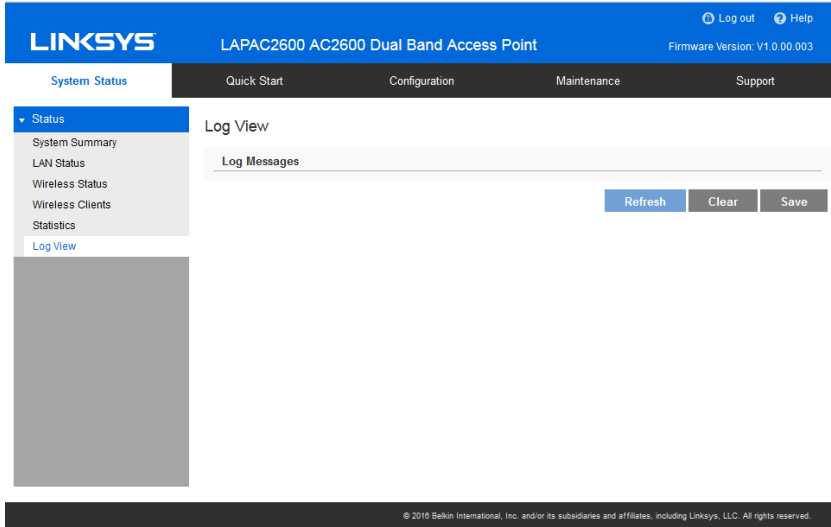 Log out Help
LINKSYS LAPAC2600 AC2600 Dual Band Access Point Firmware Version: V1.0.00.003
System Status Quick Start Configuration Maintenance Support
Status
System Summary
LAN Status
Wireless Status
Wireless Clients
Statistics
Log View
Log View
Log Messages
Refresh Clear Save
© 2016 Belkin International, Inc. and/or its subsidiaries and affiliates, including Linksys, LLC. All rights reserved.